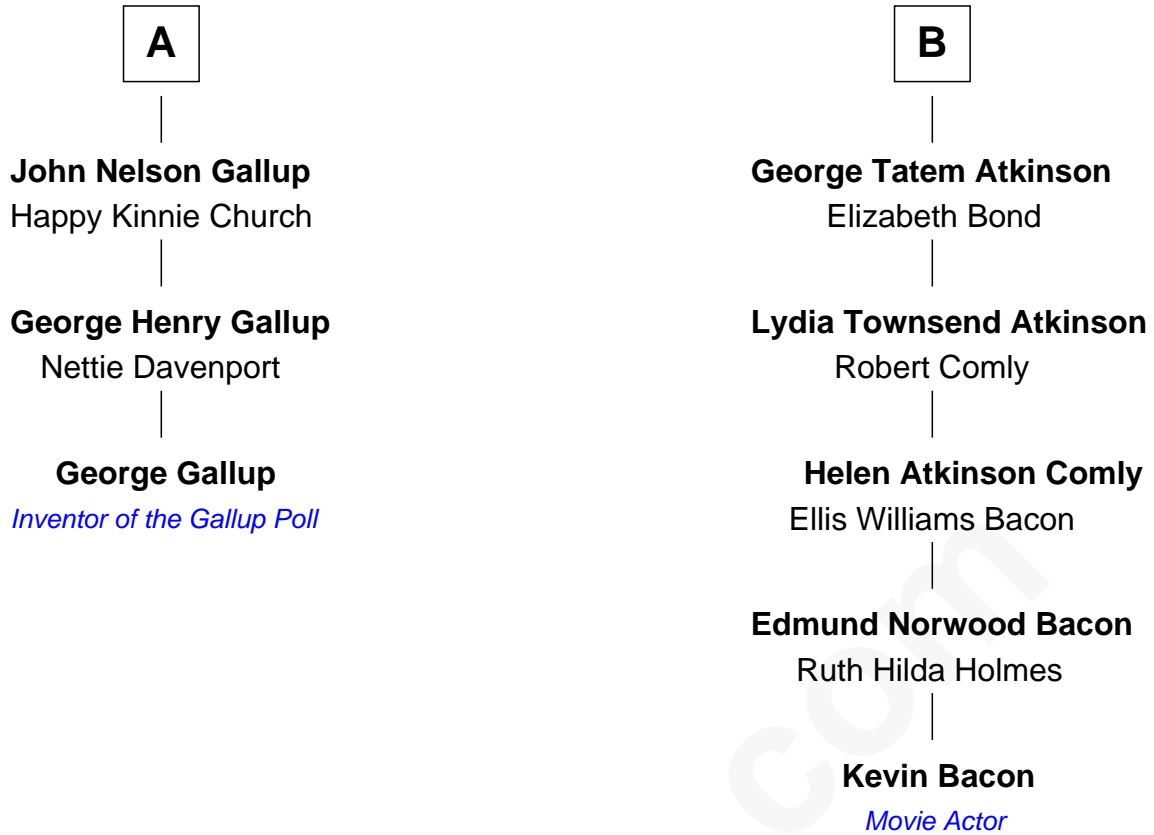 A
John Nelson Gallup
Happy Kinnie Church
George Henry Gallup
Nettie Davenport
George Gallup
Inventor of the Gallup Poll
B
George Tatem Atkinson
Elizabeth Bond
Lydia Townsend Atkinson
Robert Comly
Helen Atkinson Comly
Ellis Williams Bacon
Edmund Norwood Bacon
Ruth Hilda Holmes
Kevin Bacon
Movie Actor
com